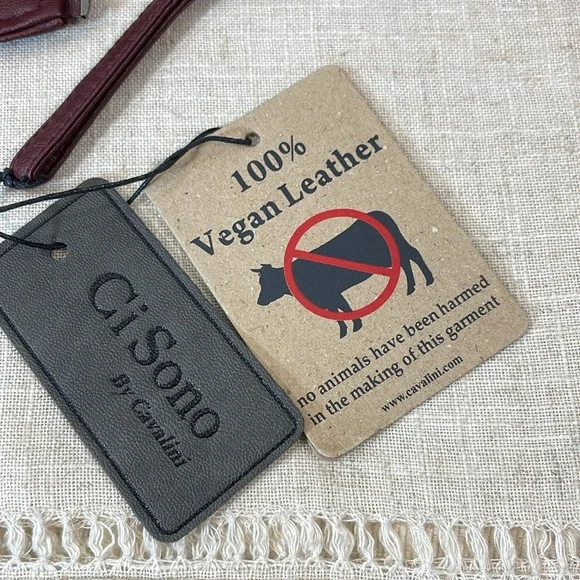 100%
Vegan Leather
no animals have been harmed
in the making of this garment
www.cavalini.com
Ci Sono
By Cavalini